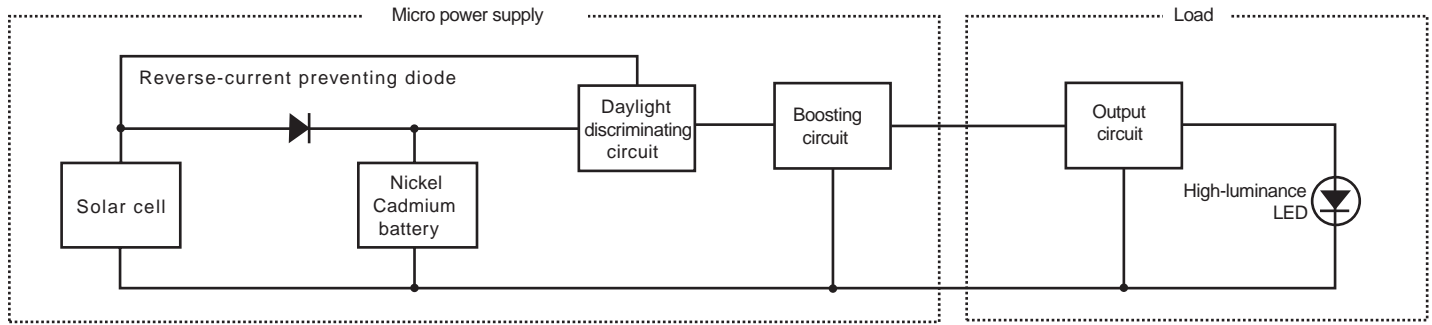 Micro power supply
Load
Reverse-current preventing diode
Daylight
discriminating
circuit
Boosting
circuit
Output
circuit
Solar cell
Nickel
Cadmium
battery
High-luminance
LED